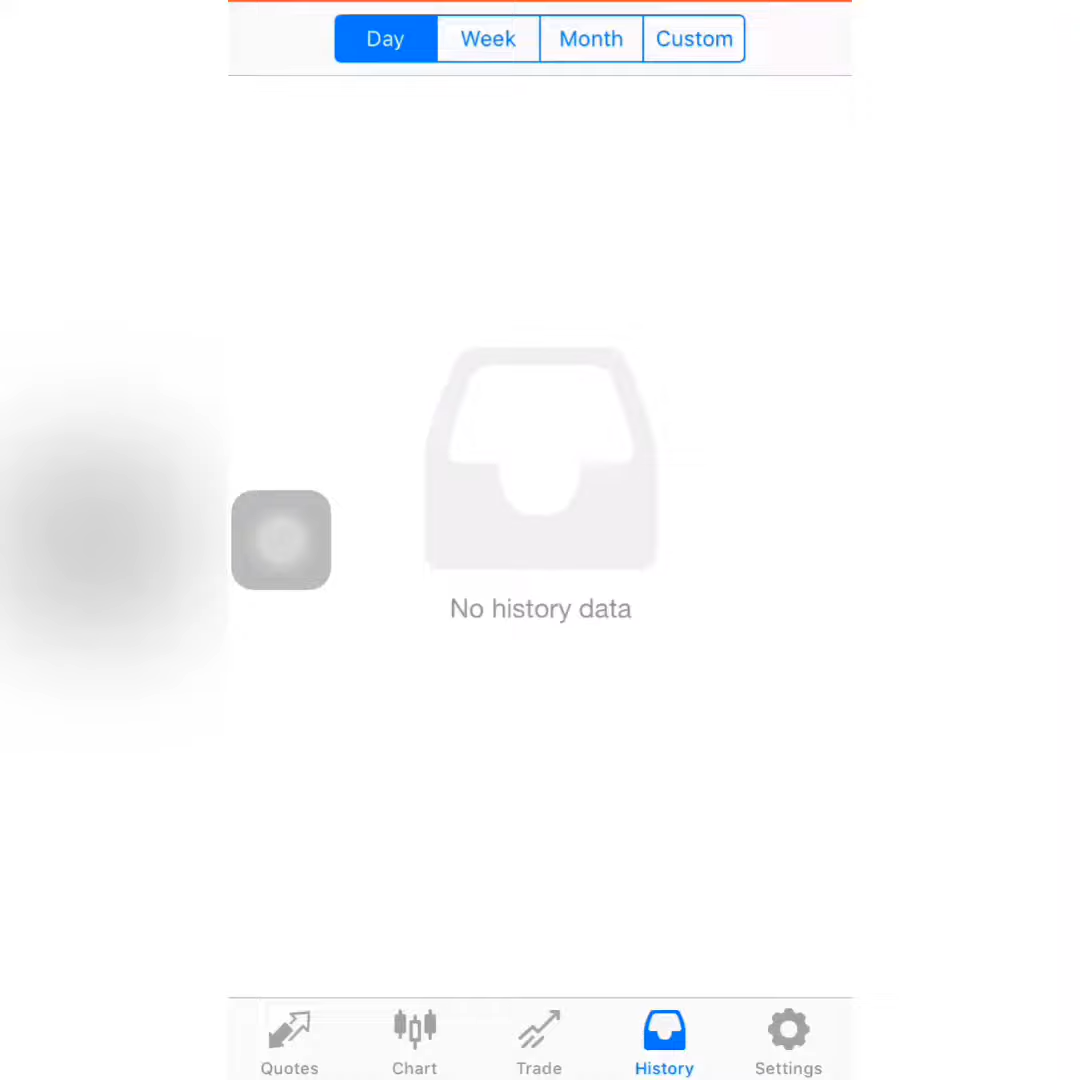 Day Week Month Custom
No history data
Quotes Chart Trade History Settings